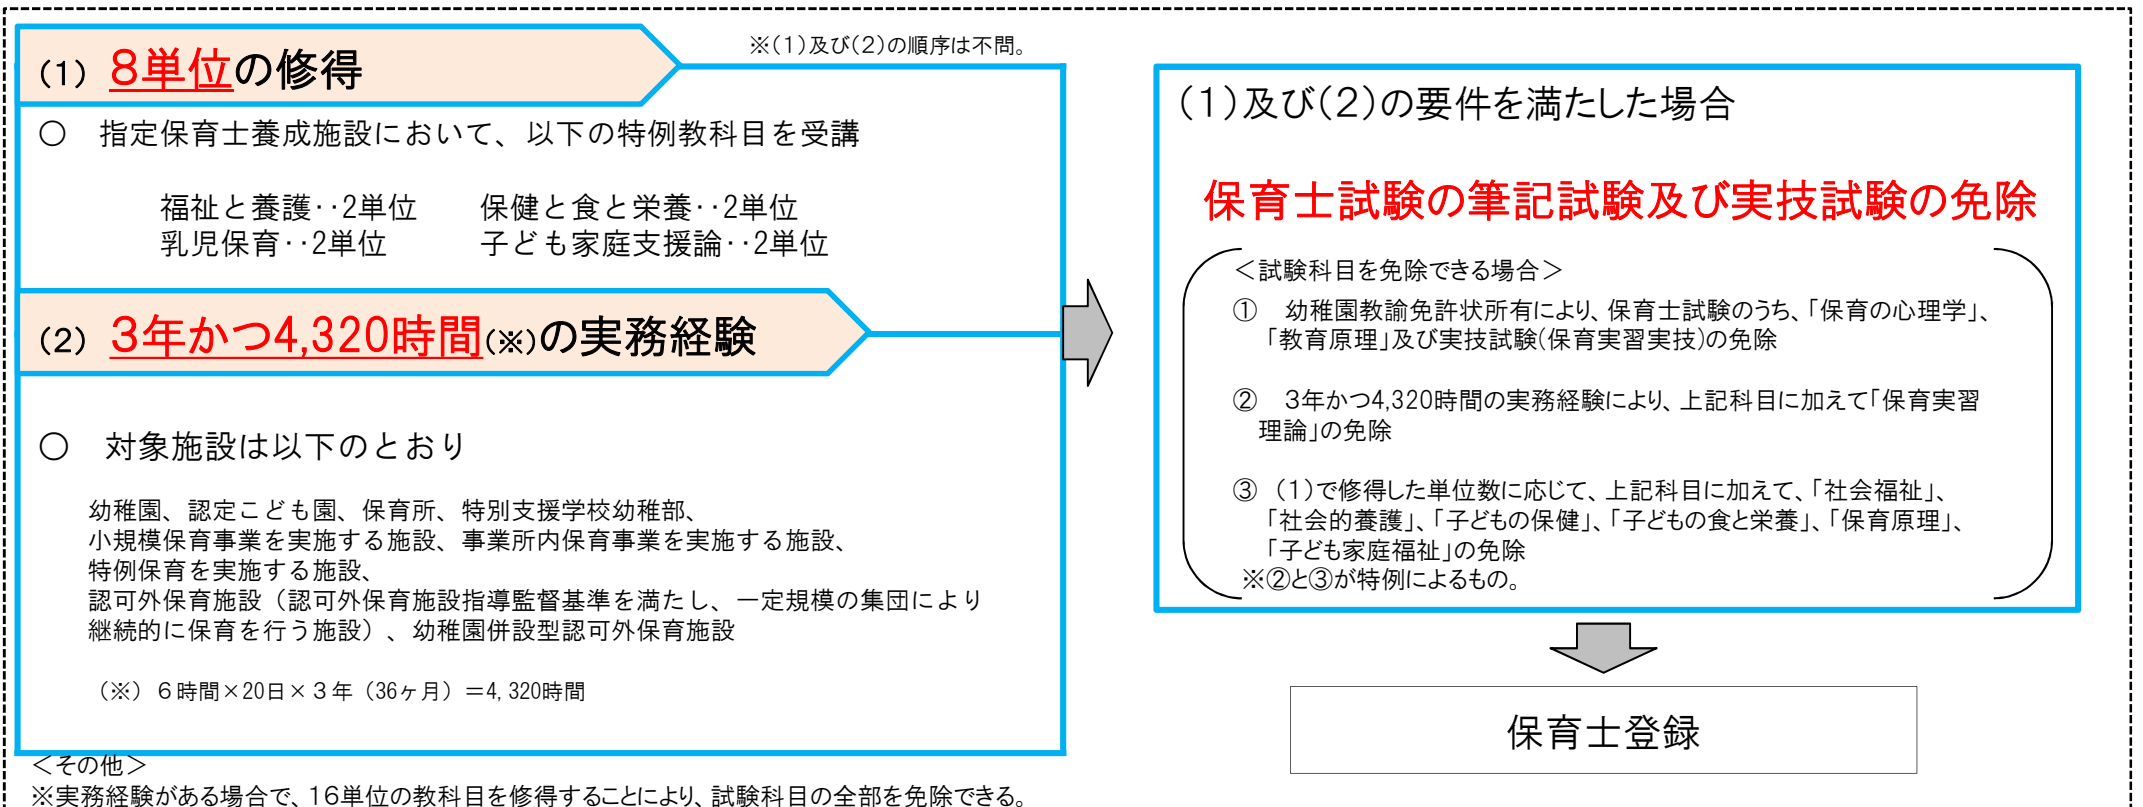 ※(1)及び(2)の順序は不問。
(1) 8単位の修得
○ 指定保育士養成施設において、以下の特例教科目を受講
福祉と養護‥2単位 保健と食と栄養‥2単位
乳児保育‥2単位 子ども家庭支援論‥2単位
(2) 3年かつ4,320時間(※)の実務経験
○ 対象施設は以下のとおり
幼稚園、認定こども園、保育所、特別支援学校幼稚部、
小規模保育事業を実施する施設、事業所内保育事業を実施する施設、
特例保育を実施する施設、
認可外保育施設（認可外保育施設指導監督基準を満たし、一定規模の集団により
継続的に保育を行う施設）、幼稚園併設型認可外保育施設
（※）６時間×20日×３年（36ヶ月）＝4,320時間
＜その他＞
※実務経験がある場合で、16単位の教科目を修得することにより、試験科目の全部を免除できる。
(1)及び(2)の要件を満たした場合
保育士試験の筆記試験及び実技試験の免除
＜試験科目を免除できる場合＞
① 幼稚園教諭免許状所有により、保育士試験のうち、「保育の心理学」、
「教育原理」及び実技試験(保育実習実技)の免除
② 3年かつ4,320時間の実務経験により、上記科目に加えて「保育実習
理論」の免除
③ (1)で修得した単位数に応じて、上記科目に加えて、「社会福祉」、
「社会的養護」、「子どもの保健」、「子どもの食と栄養」、「保育原理」、
「子ども家庭福祉」の免除
※②と③が特例によるもの。
保育士登録